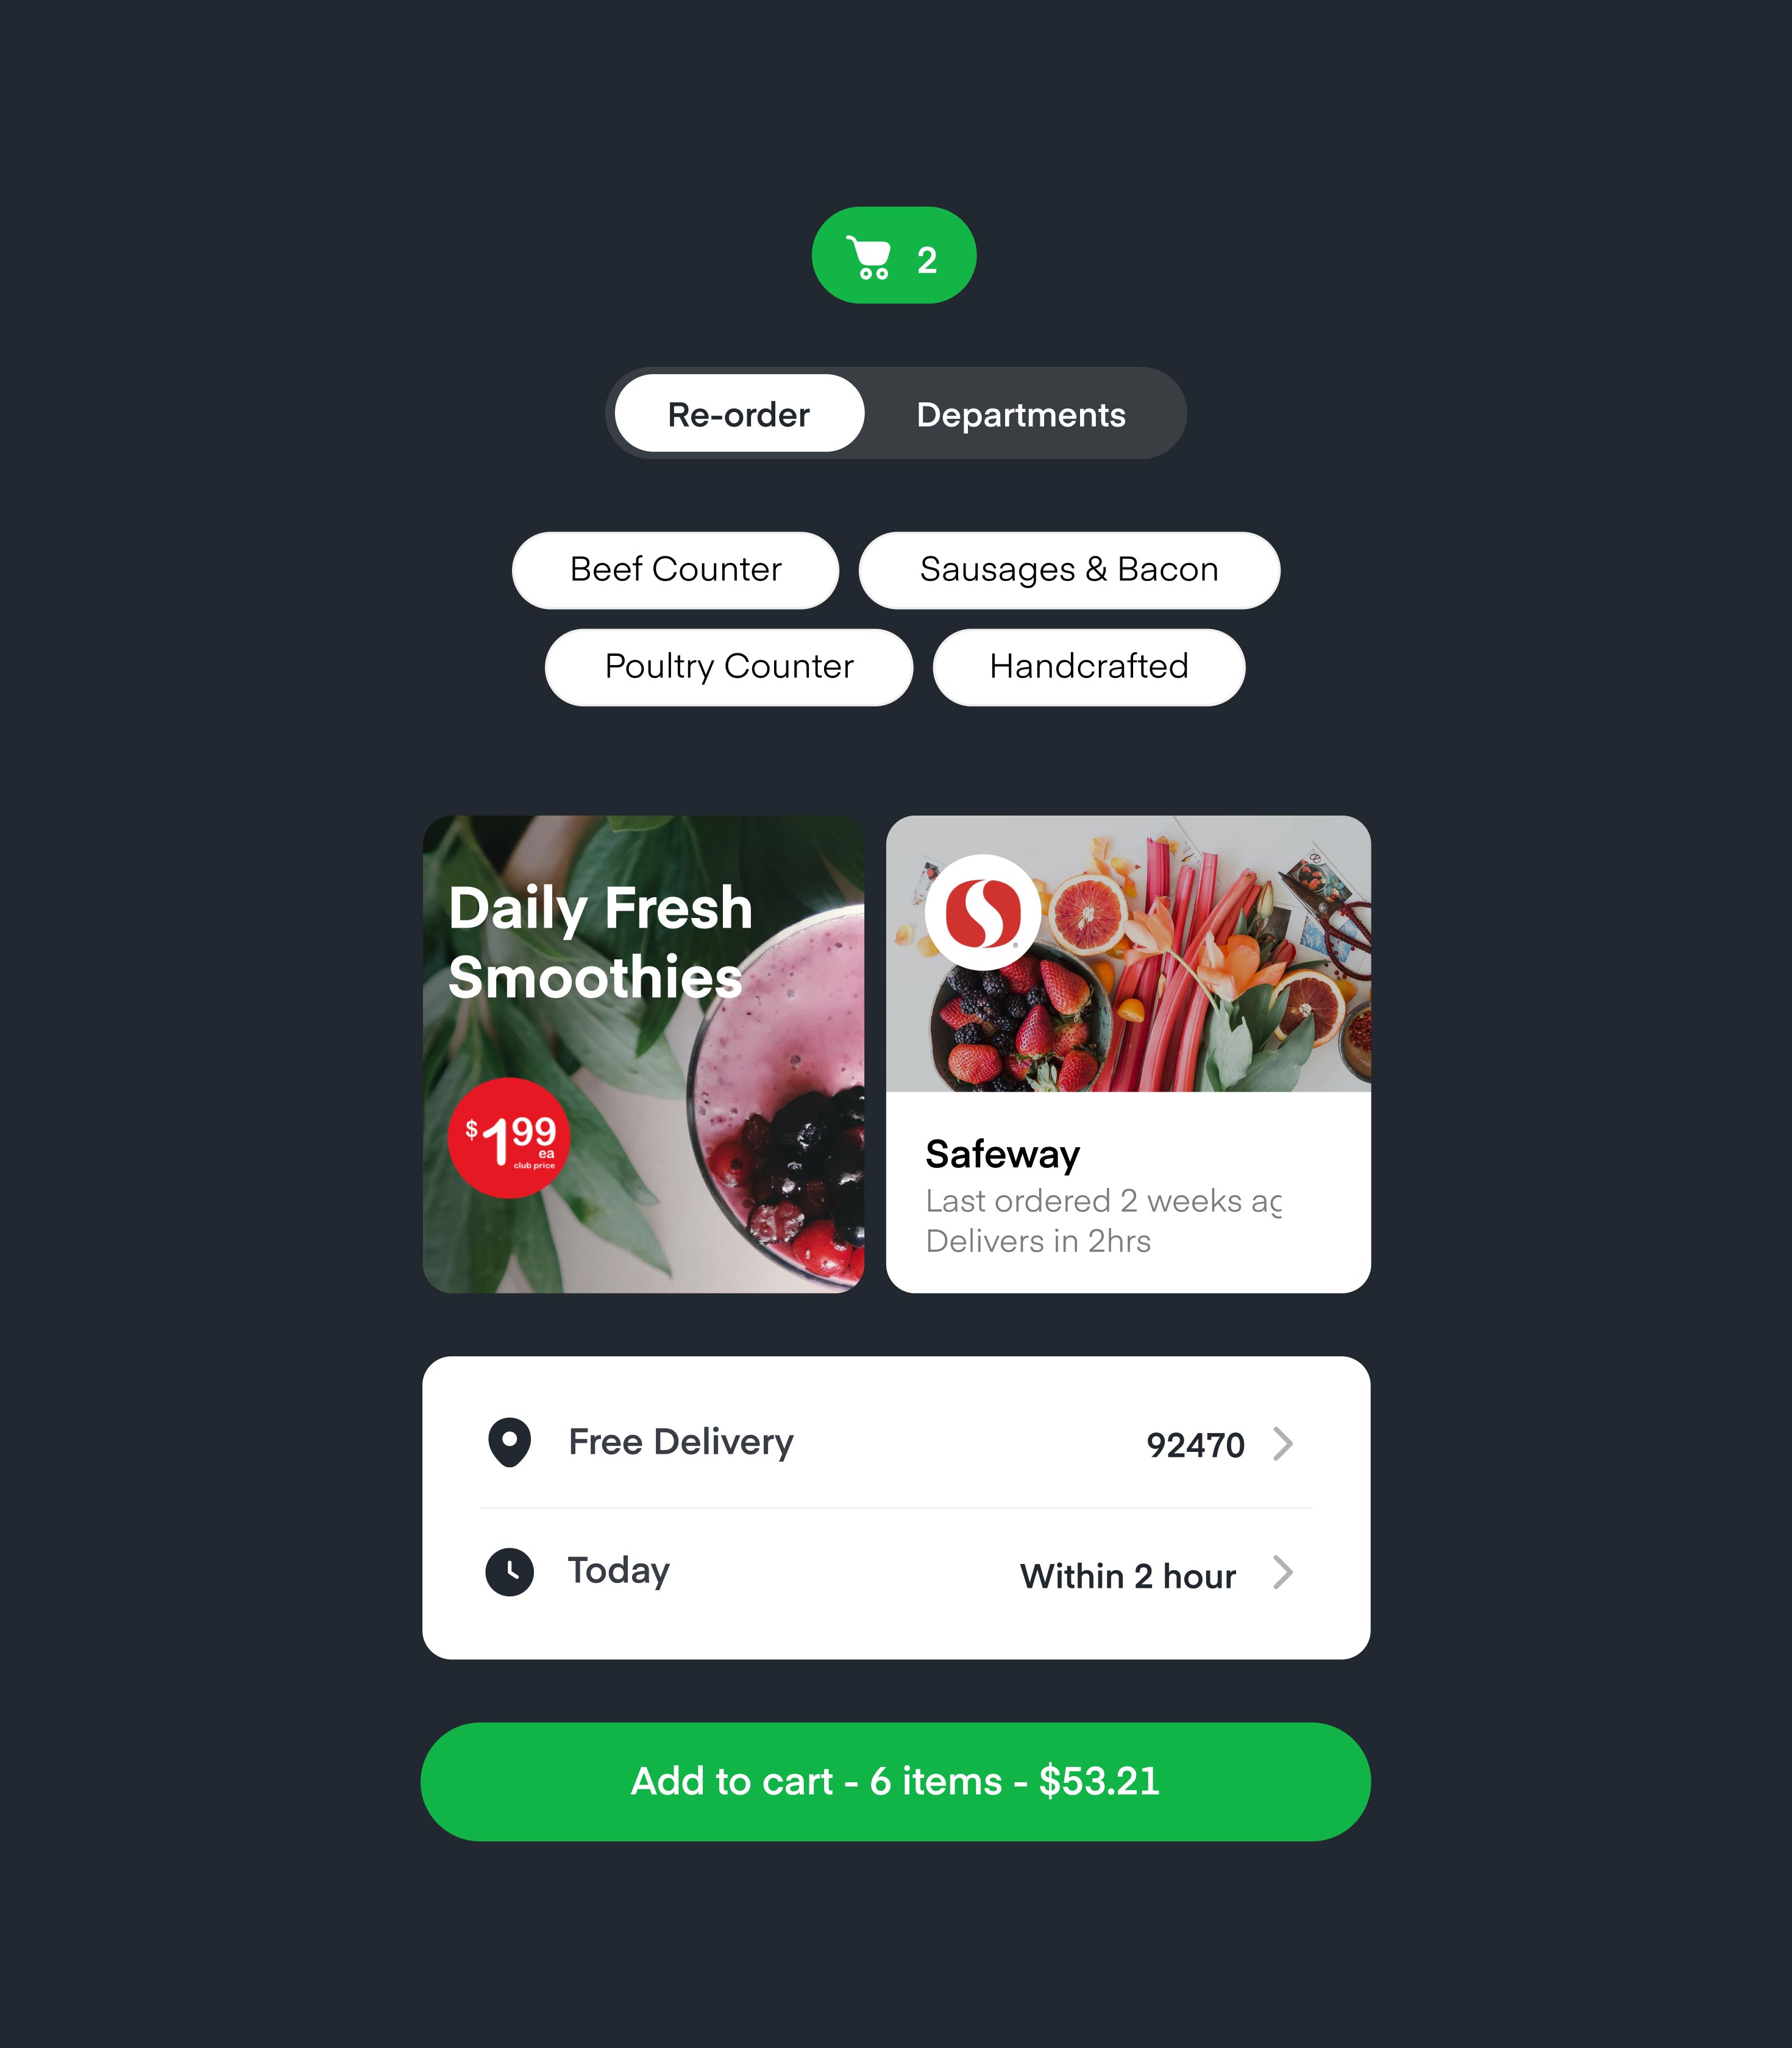 2
Re-order
Departments
Beef Counter
Sausages & Bacon
Poultry Counter
Handcrafted
Daily Fresh
Smoothies
$1.99
ea
club price
Safeway
Last ordered 2 weeks ag
Delivers in 2hrs
Free Delivery
92470
Today
Within 2 hour
Add to cart - 6 items - $53.21